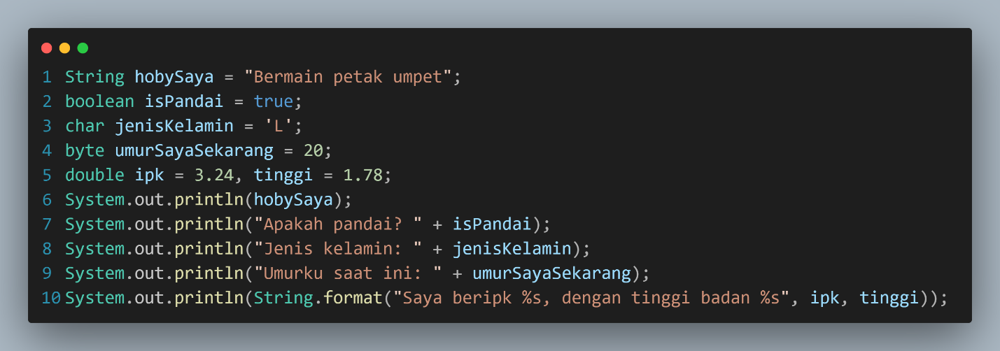 1 String hobySaya = "Bermain petak umpet";
2 boolean isPandai = true;
3 char jenisKelamin = 'L';
4 byte umurSayaSekarang = 20;
5 double ipk = 3.24, tinggi = 1.78;
6 System.out.println(hobySaya);
7 System.out.println("Apakah pandai? " + isPandai);
8 System.out.println("Jenis kelamin: " + jenisKelamin);
9 System.out.println("Umurku saat ini: " + umurSayaSekarang);
10 System.out.println(String.format("Saya beripk %s, dengan tinggi badan %s", ipk, tinggi));